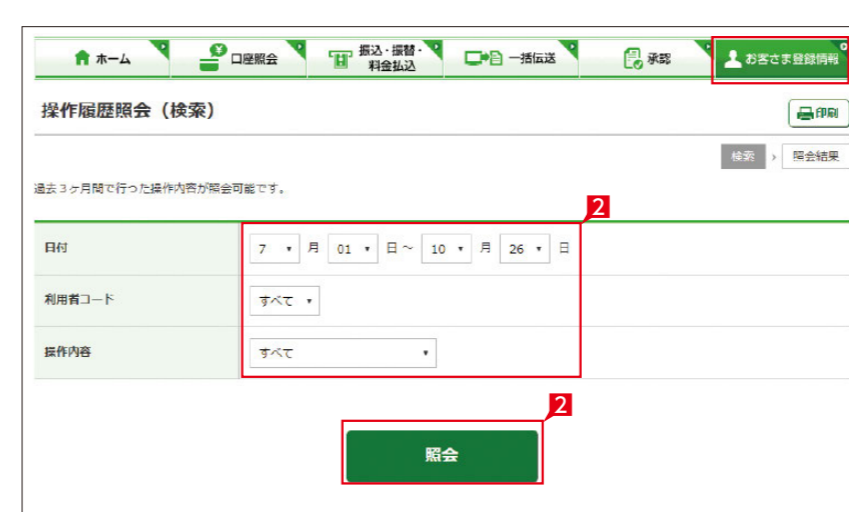 ホーム
口座照会
振込・振替・
料金払込
一括伝送
承認
お客さま登録情報
操作履歴照会（検索）
印刷
検索 › 照会結果
過去３ヶ月間で行った操作内容が照会可能です。
2
日付 7 月 01 日～ 10 月 26 日
利用者コード すべて
操作内容 すべて
2
照会